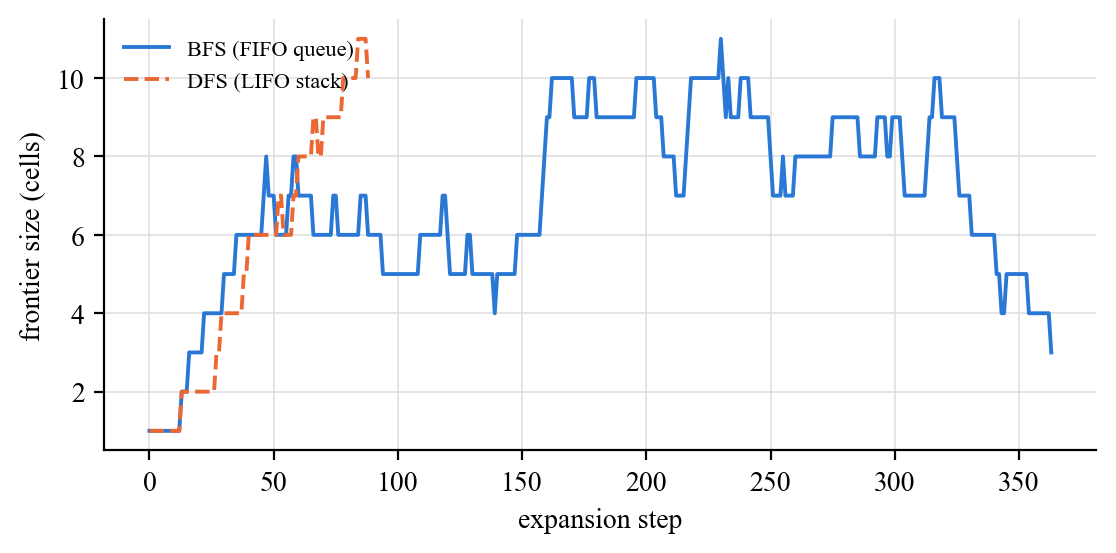 BFS (FIFO queue)
DFS (LIFO stack)
frontier size (cells)
10
8
6
4
2
0 50 100 150 200 250 300 350
expansion step